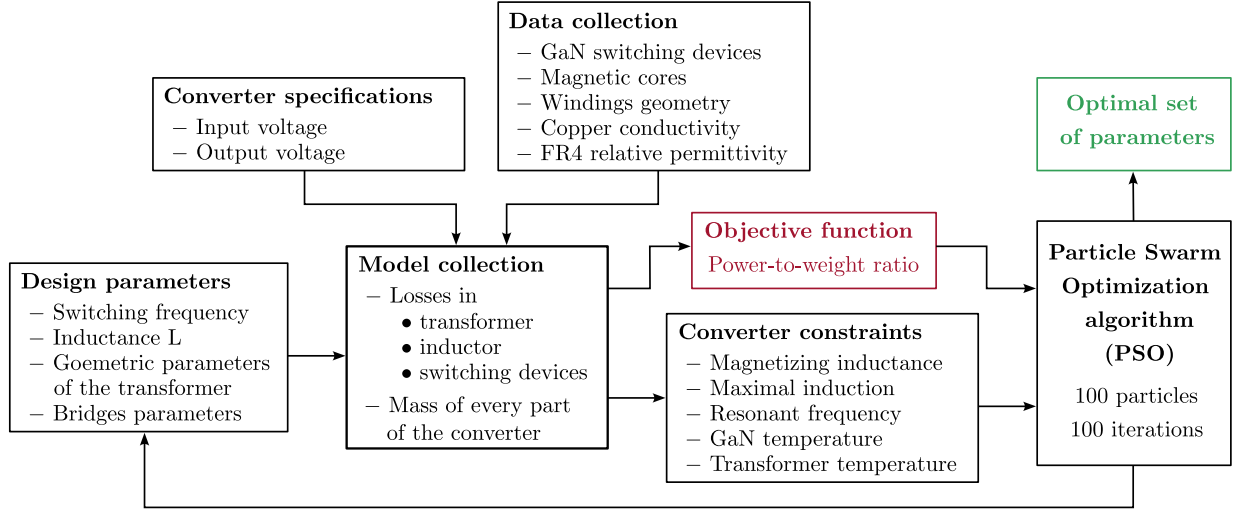 Data collection
– GaN switching devices
– Magnetic cores
– Windings geometry
– Copper conductivity
– FR4 relative permittivity
Converter specifications
– Input voltage
– Output voltage
Optimal set
of parameters
Design parameters
– Switching frequency
– Inductance L
– Goemetric parameters
of the transformer
– Bridges parameters
Model collection
– Losses in
• transformer
• inductor
• switching devices
– Mass of every part
of the converter
Objective function
Power-to-weight ratio
Converter constraints
– Magnetizing inductance
– Maximal induction
– Resonant frequency
– GaN temperature
– Transformer temperature
Particle Swarm
Optimization
algorithm
(PSO)
100 particles
100 iterations